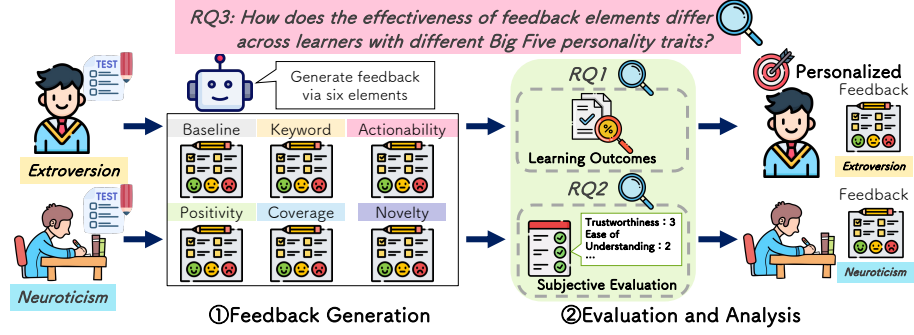 RQ3: How does the effectiveness of feedback elements differ
across learners with different Big Five personality traits?
TEST
Extroversion
TEST
Neuroticism
Generate feedback
via six elements
Baseline
Keyword
Actionability
Positivity
Coverage
Novelty
①Feedback Generation
RQ1
%
Learning Outcomes
RQ2
Trustworthiness：3
Ease of
Understanding：2
…
Subjective Evaluation
②Evaluation and Analysis
Personalized
Feedback
Extroversion
Feedback
Neuroticism